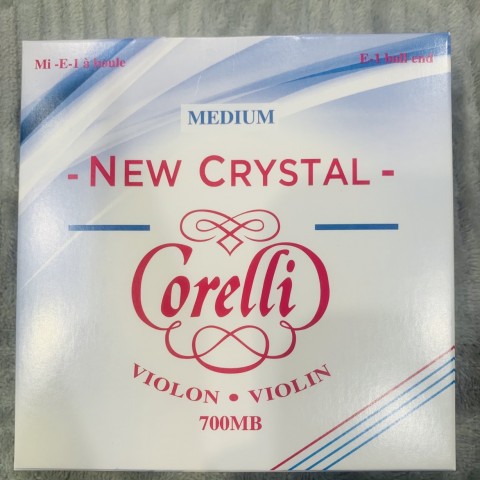 Mi -E-1 à boule
E-1 ball end
MEDIUM
- NEW CRYSTAL -
Corelli
VIOLON • VIOLIN
700MB